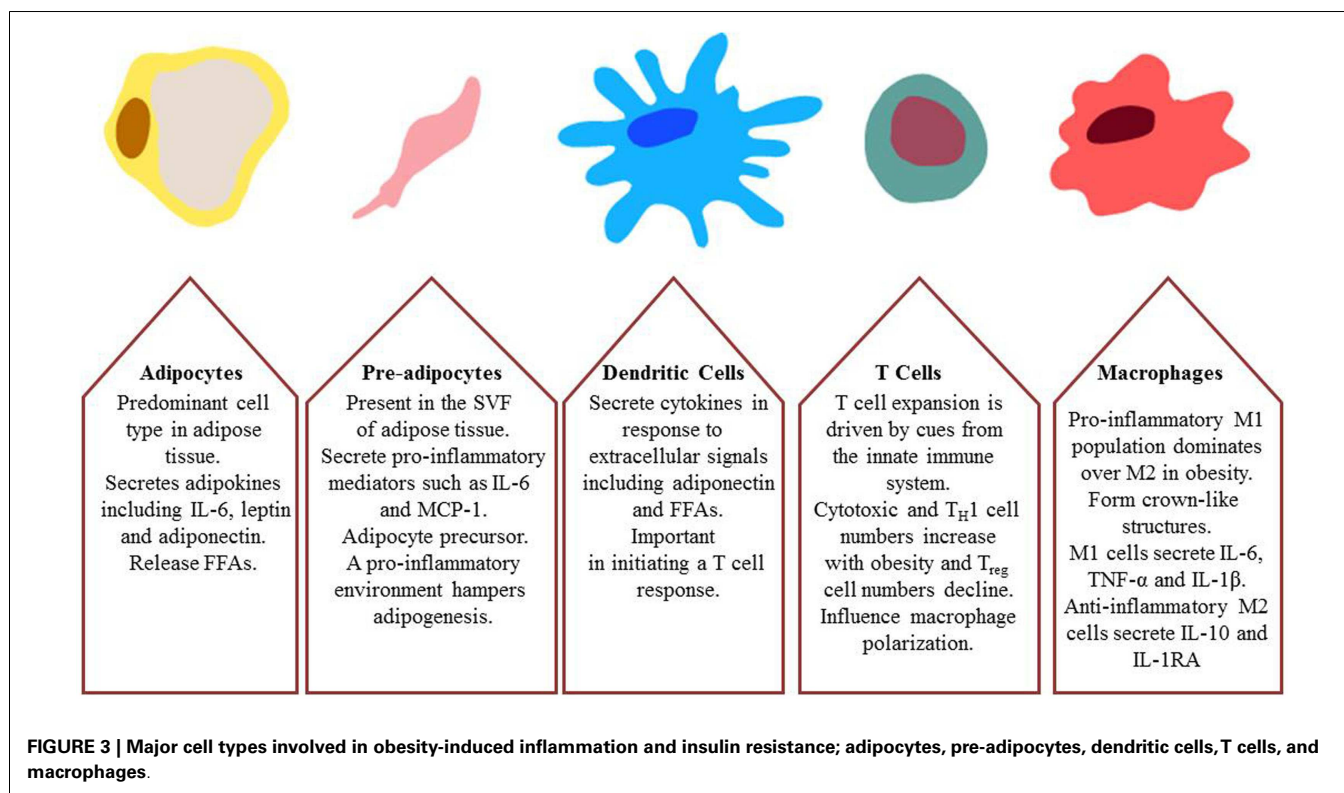 Adipocytes
Predominant cell
type in adipose
tissue.
Secretes adipokines
including IL-6, leptin
and adiponectin.
Release FFAs.
Pre-adipocytes
Present in the SVF
of adipose tissue.
Secrete pro-inflammatory
mediators such as IL-6
and MCP-1.
Adipocyte precursor.
A pro-inflammatory
environment hampers
adipogenesis.
Dendritic Cells
Secrete cytokines in
response to
extracellular signals
including adiponectin
and FFAs.
Important
in initiating a T cell
response.
T Cells
T cell expansion is
driven by cues from
the innate immune
system.
Cytotoxic and TH1 cell
numbers increase
with obesity and Treg
cell numbers decline.
Influence macrophage
polarization.
Macrophages
Pro-inflammatory M1
population dominates
over M2 in obesity.
Form crown-like
structures.
M1 cells secrete IL-6,
TNF-α and IL-1β.
Anti-inflammatory M2
cells secrete IL-10 and
IL-1RA
FIGURE 3 | Major cell types involved in obesity-induced inflammation and insulin resistance; adipocytes, pre-adipocytes, dendritic cells, T cells, and
macrophages.